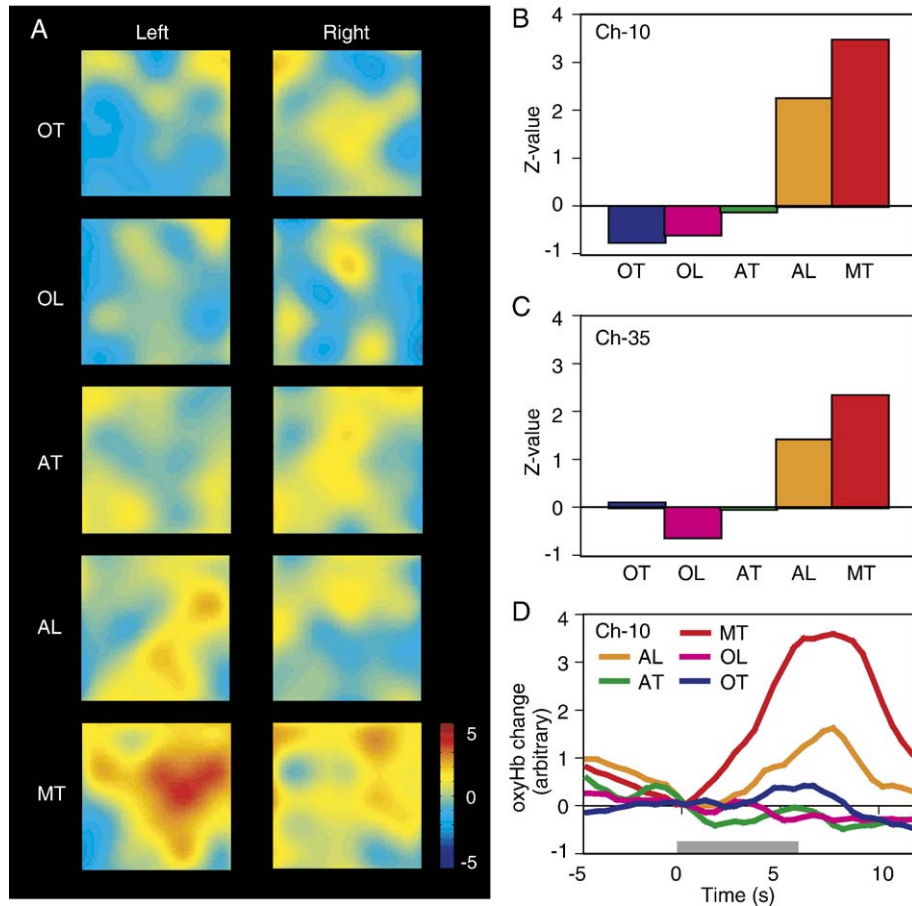 A
Left
Right
OT
OL
AT
AL
MT
5
0
-5
B
Ch-10
Z-value
4
3
2
1
0
-1
OT OL AT AL MT
C
Ch-35
Z-value
4
3
2
1
0
-1
OT OL AT AL MT
D
Ch-10
MT
AL
OL
AT
OT
oxyHb change
(arbitrary)
4
3
2
1
0
-1
-5 0 5 10
Time (s)